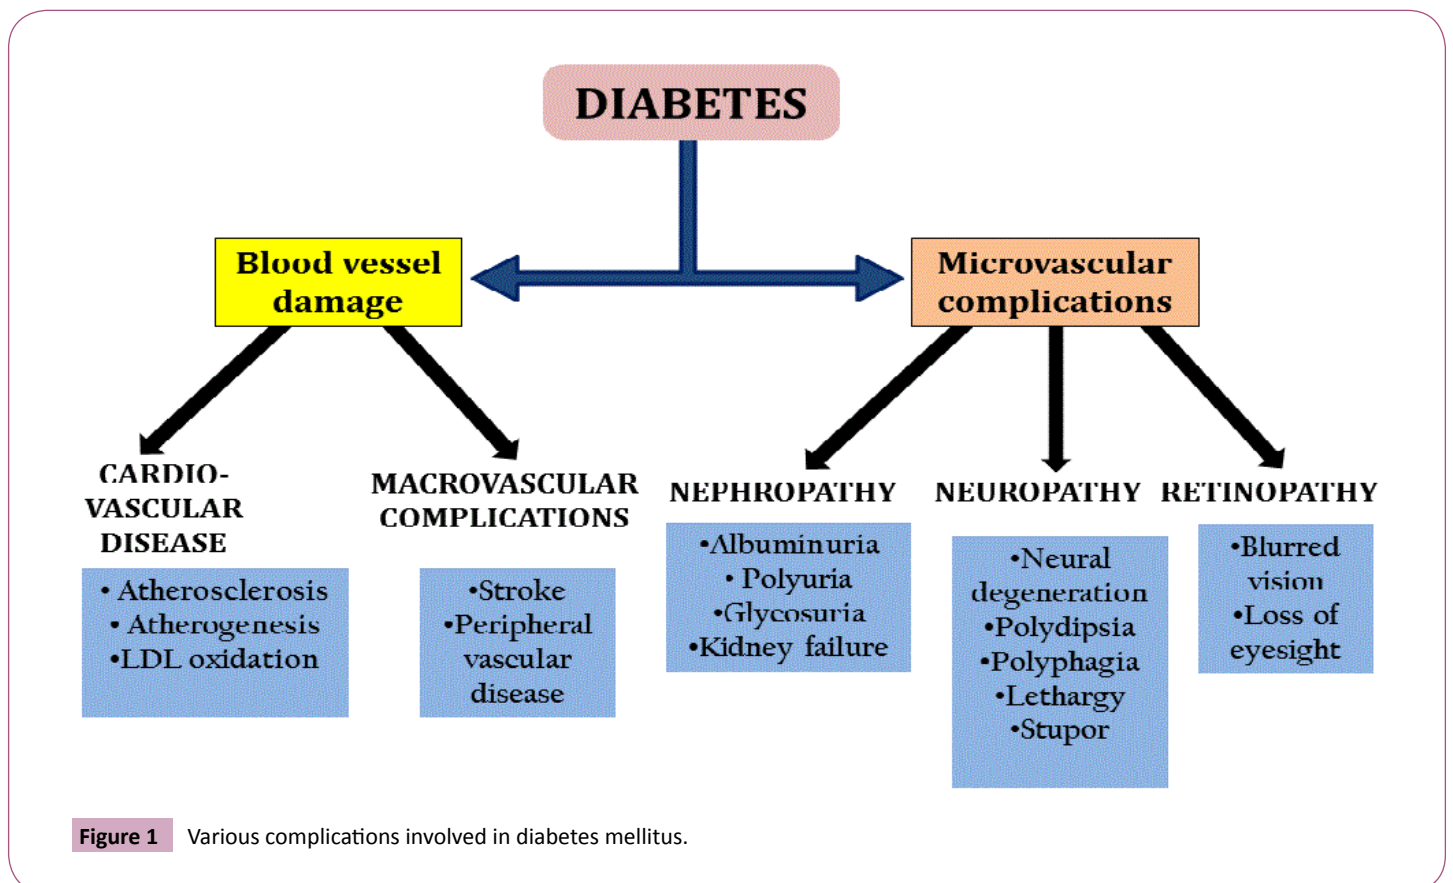 DIABETES
Blood vessel
damage
Microvascular
complications
CARDIO-
VASCULAR
DISEASE
• Atherosclerosis
• Atherogenesis
•LDL oxidation
MACROVASCULAR
COMPLICATIONS
•Stroke
•Peripheral
vascular
disease
NEPHROPATHY
•Albuminuria
• Polyuria
•Glycosuria
•Kidney failure
NEUROPATHY
•Neural
degeneration
•Polydipsia
•Polyphagia
•Lethargy
•Stupor
RETINOPATHY
•Blurred
vision
•Loss of
eyesight
Figure 1 Various complications involved in diabetes mellitus.